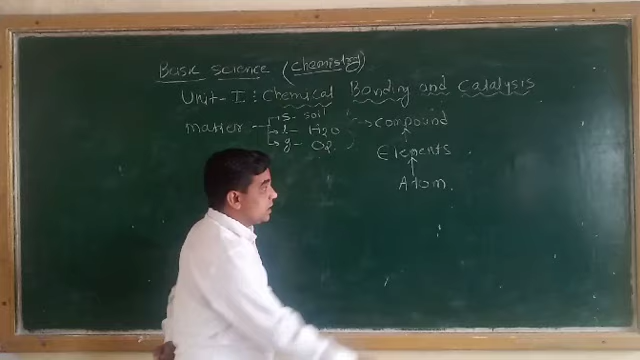 Basic science (chemistry)
Unit-I : Chemical Bonding and Catalysis
matter s- soil
l- H2O
g- O2.
compound
Elements
Atom.